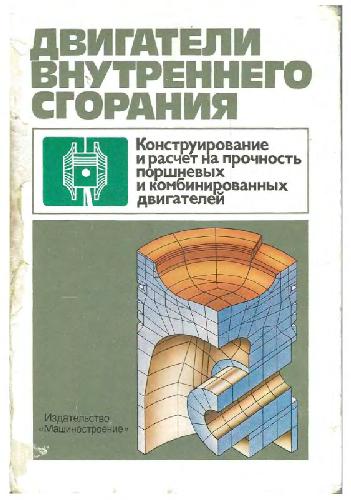 ДВИГАТЕЛИ
ВНУТРЕННЕГО
СГОРАНИЯ
Конструирование
и расчет на прочность
поршневых
и комбинированных
двигателей
Издательство
«Машиностроение»